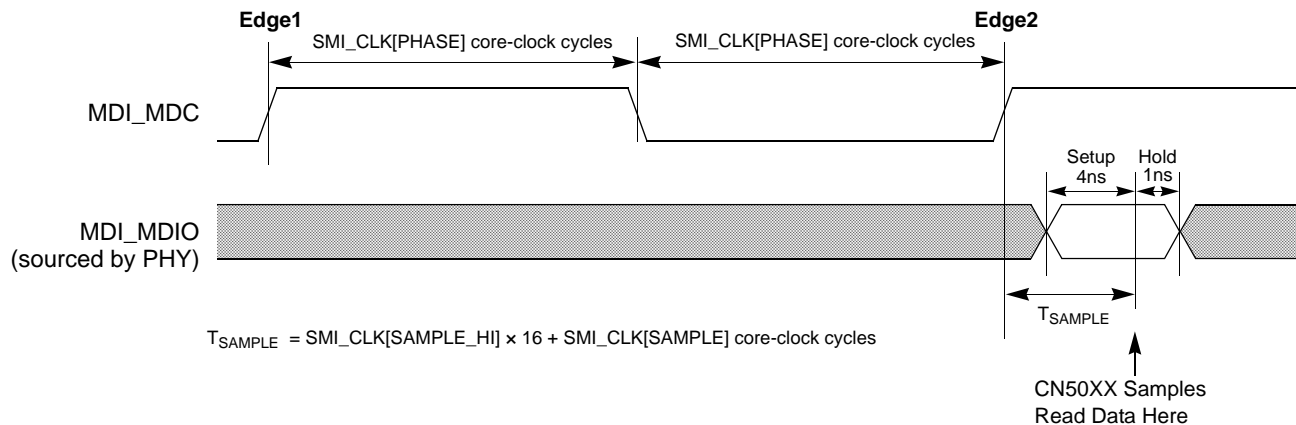 Edge1
Edge2
SMI_CLK[PHASE] core-clock cycles
SMI_CLK[PHASE] core-clock cycles
MDI_MDC
Setup
4ns
Hold
1ns
MDI_MDIO
(sourced by PHY)
TSAMPLE
TSAMPLE = SMI_CLK[SAMPLE_HI] × 16 + SMI_CLK[SAMPLE] core-clock cycles
CN50XX Samples
Read Data Here